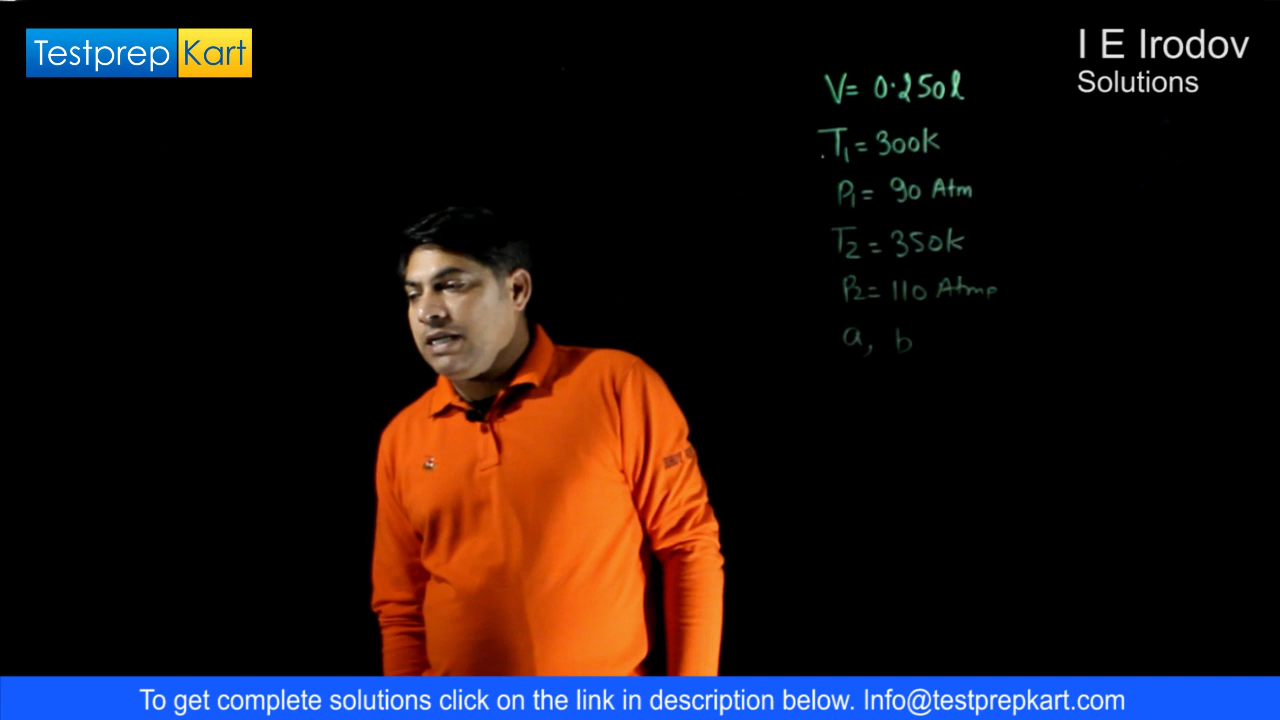 Testprep Kart
I E Irodov
Solutions
V = 0.250l
T₁ = 300K
P₁ = 90 Atm
T₂ = 350K
P₂ = 110 Atmp
a, b
To get complete solutions click on the link in description below. Info@testprepkart.com